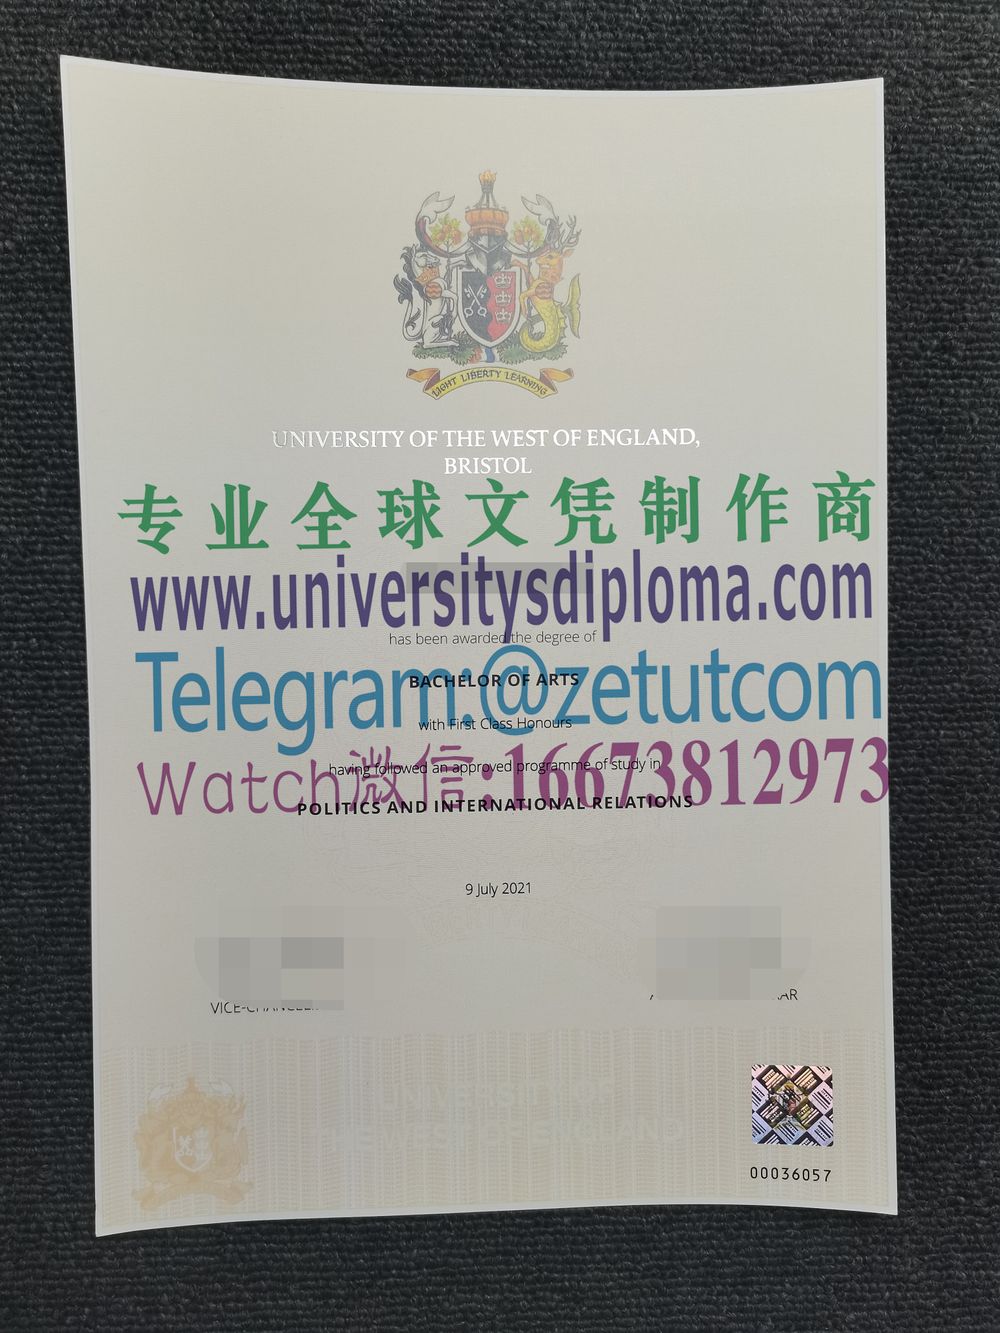 LIGHT LIBERTY LEARNING
UNIVERSITY OF THE WEST OF ENGLAND,
BRISTOL
专业全球文凭制作商
www.universitysdiploma.com
has been awarded the degree of
BACHELOR OF ARTS
Telegram:@zetutcom
with First Class Honours
having followed an approved programme of study in
Watch微信:16673812973
POLITICS AND INTERNATIONAL RELATIONS
9 July 2021
00036057